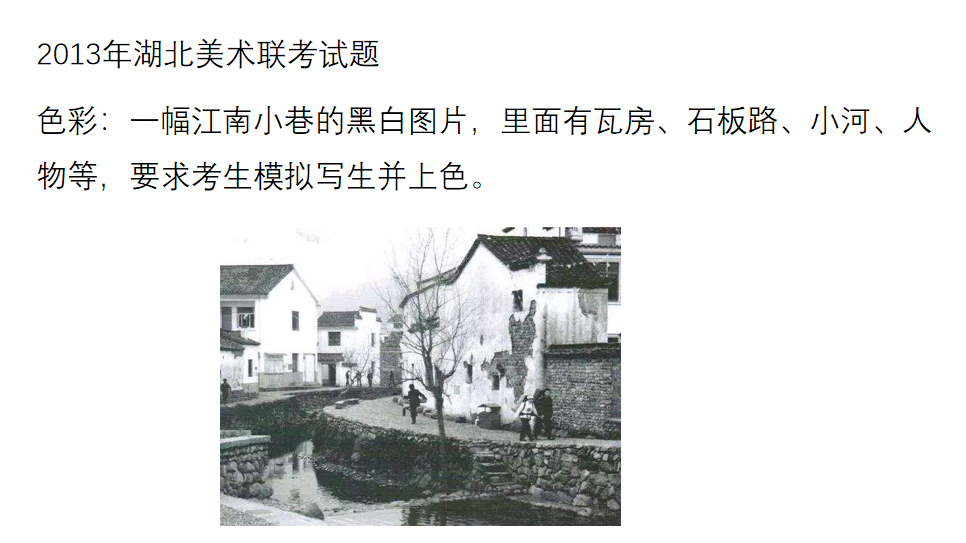 2013年湖北美术联考试题
色彩：一幅江南小巷的黑白图片，里面有瓦房、石板路、小河、人
物等，要求考生模拟写生并上色。